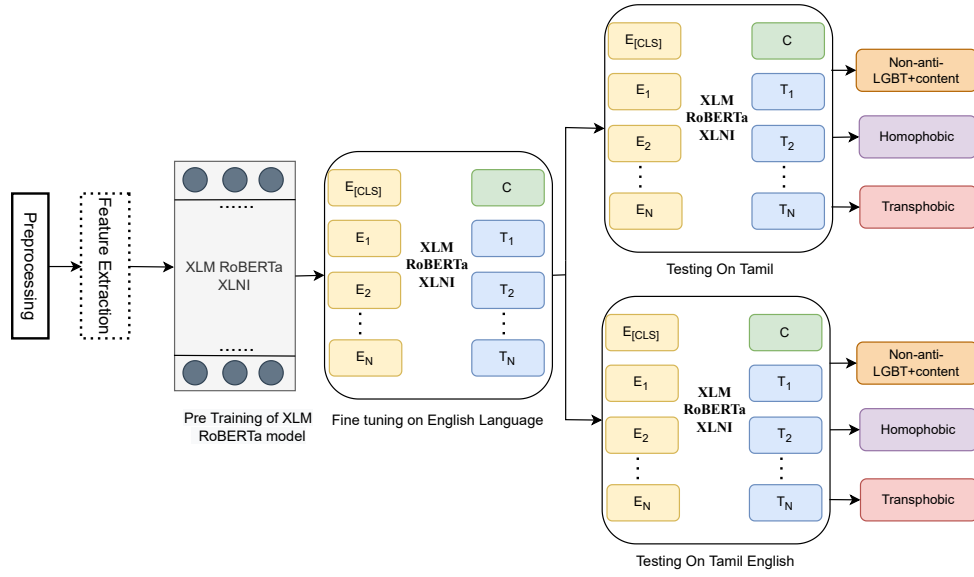 Preprocessing
Feature Extraction
......
XLM RoBERTa
XLNI
......
Pre Training of XLM
RoBERTa model
E[CLS]
C
E1
T1
XLM
RoBERTa
XLNI
E2
T2
EN
TN
Fine tuning on English Language
E[CLS]
C
E1
T1
XLM
RoBERTa
XLNI
E2
T2
EN
TN
Testing On Tamil
Non-anti-
LGBT+content
Homophobic
Transphobic
E[CLS]
C
E1
T1
XLM
RoBERTa
XLNI
E2
T2
EN
TN
Testing On Tamil English
Non-anti-
LGBT+content
Homophobic
Transphobic